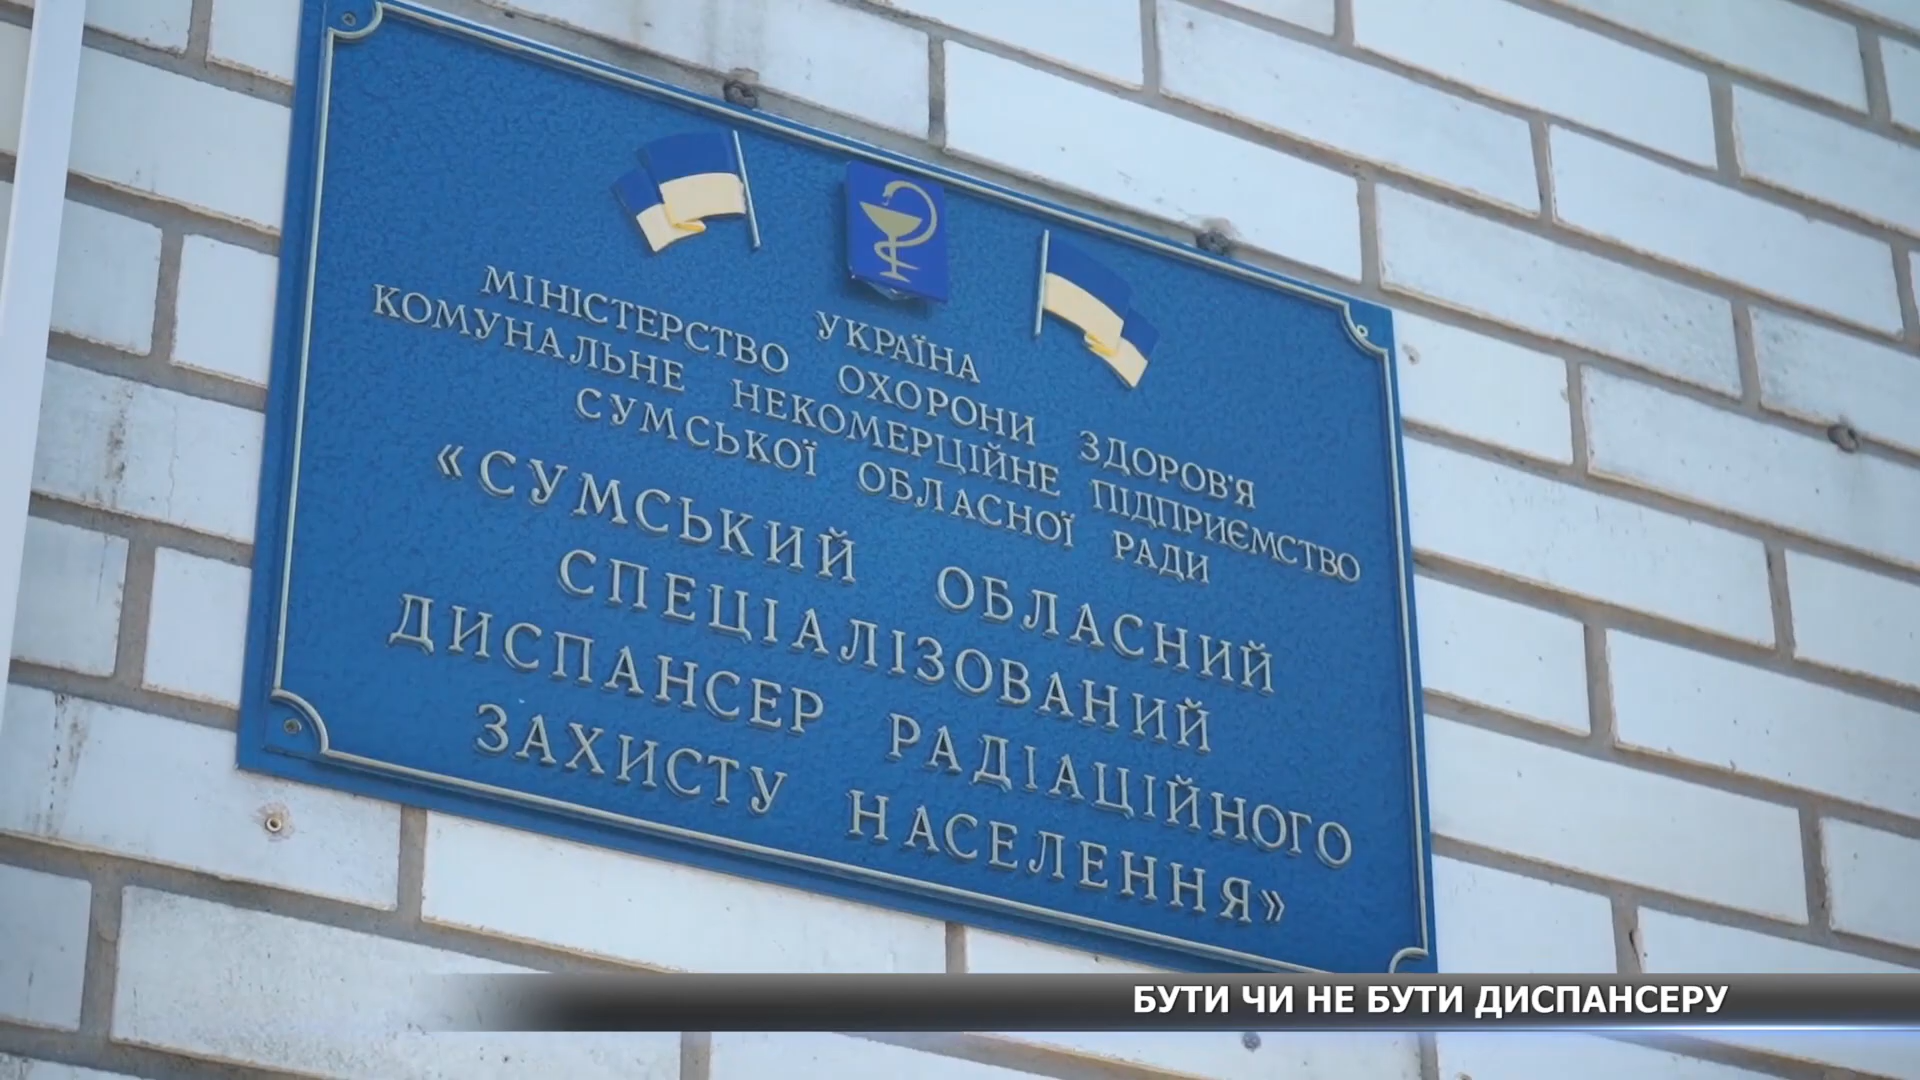 УКРАЇНА
МІНІСТЕРСТВО ОХОРОНИ ЗДОРОВ'Я
КОМУНАЛЬНЕ НЕКОМЕРЦІЙНЕ ПІДПРИЄМСТВО
СУМСЬКОЇ ОБЛАСНОЇ РАДИ
«СУМСЬКИЙ ОБЛАСНИЙ
СПЕЦІАЛІЗОВАНИЙ
ДИСПАНСЕР РАДІАЦІЙНОГО
ЗАХИСТУ НАСЕЛЕННЯ»
БУТИ ЧИ НЕ БУТИ ДИСПАНСЕРУ